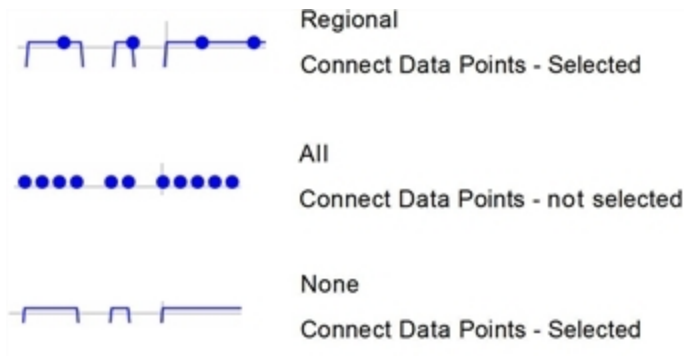 Regional
Connect Data Points - Selected
All
Connect Data Points - not selected
None
Connect Data Points - Selected